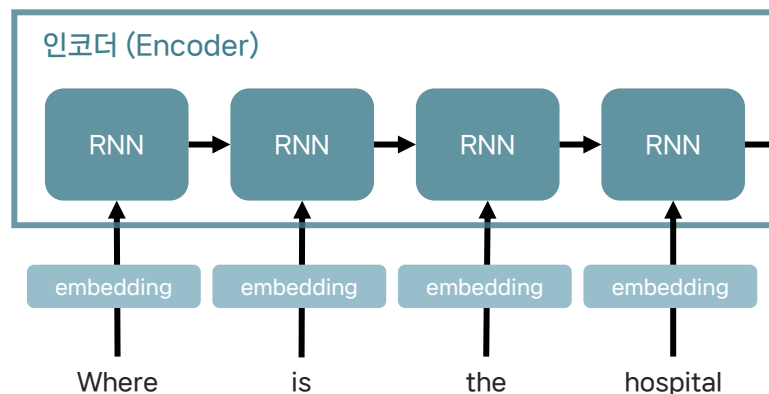 인코더 (Encoder)
RNN RNN RNN RNN
embedding embedding embedding embedding
Where is the hospital